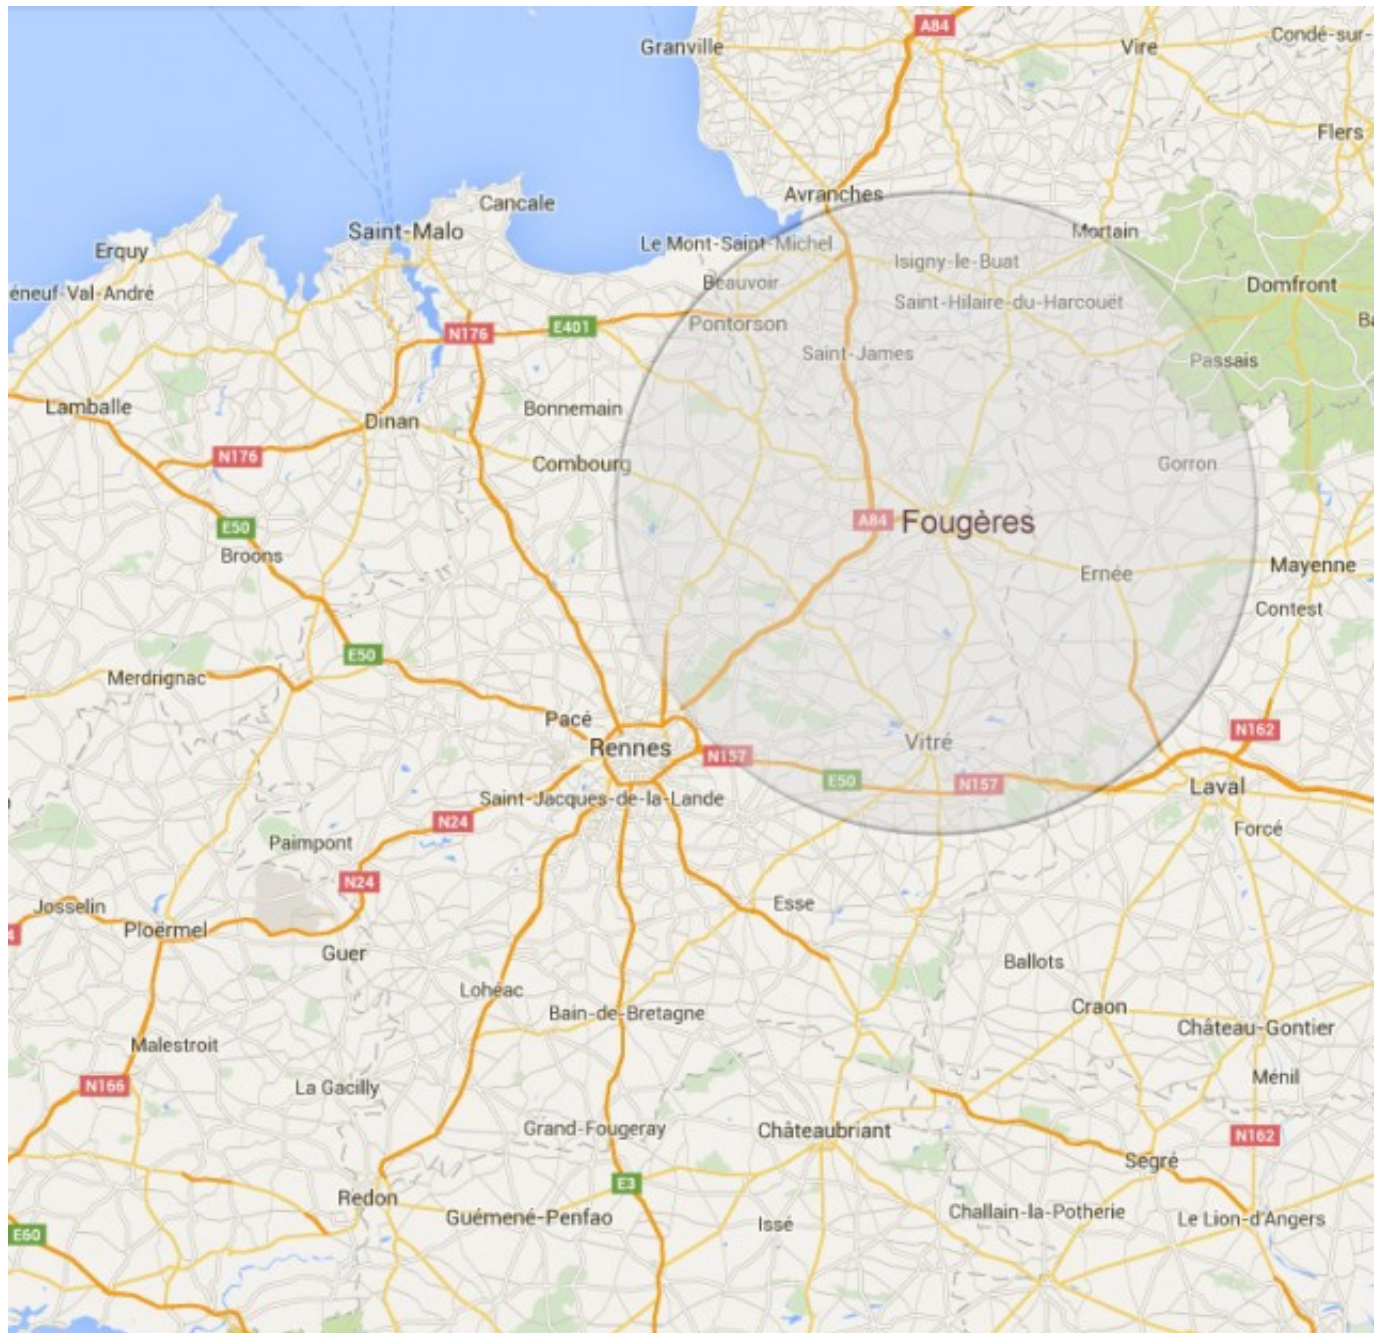 A84
Granville
Vire
Condé-sur-
Flers
Avranches
Cancale
Saint-Malo
Mortain
Erquy
Le Mont-Saint-Michel
Isigny-le-Buat
Beauvoir
Domfront
éneuf-Val-André
Saint-Hilaire-du-Harcouët
Pontorson
E401
N176
Ba
Saint-James
Passais
Lamballe
Bonnemain
Dinan
N176
Combourg
Gorron
E50
A84
Fougères
Broons
Ernée
Mayenne
Contest
E50
Merdrignac
Pacé
Rennes
Vitré
N162
N157
E50
N157
Laval
Saint-Jacques-de-la-Lande
N24
Forcé
Paimpont
N24
Josselin
Esse
Ploërmel
4
Guer
Ballots
Lohéac
Craon
Bain-de-Bretagne
Château-Gontier
Malestroit
Ménil
N166
La Gacilly
Grand-Fougeray
Châteaubriant
N162
Segré
E3
Redon
Guémené-Penfao
Issé
Challain-la-Potherie
Le Lion-d'Angers
E60